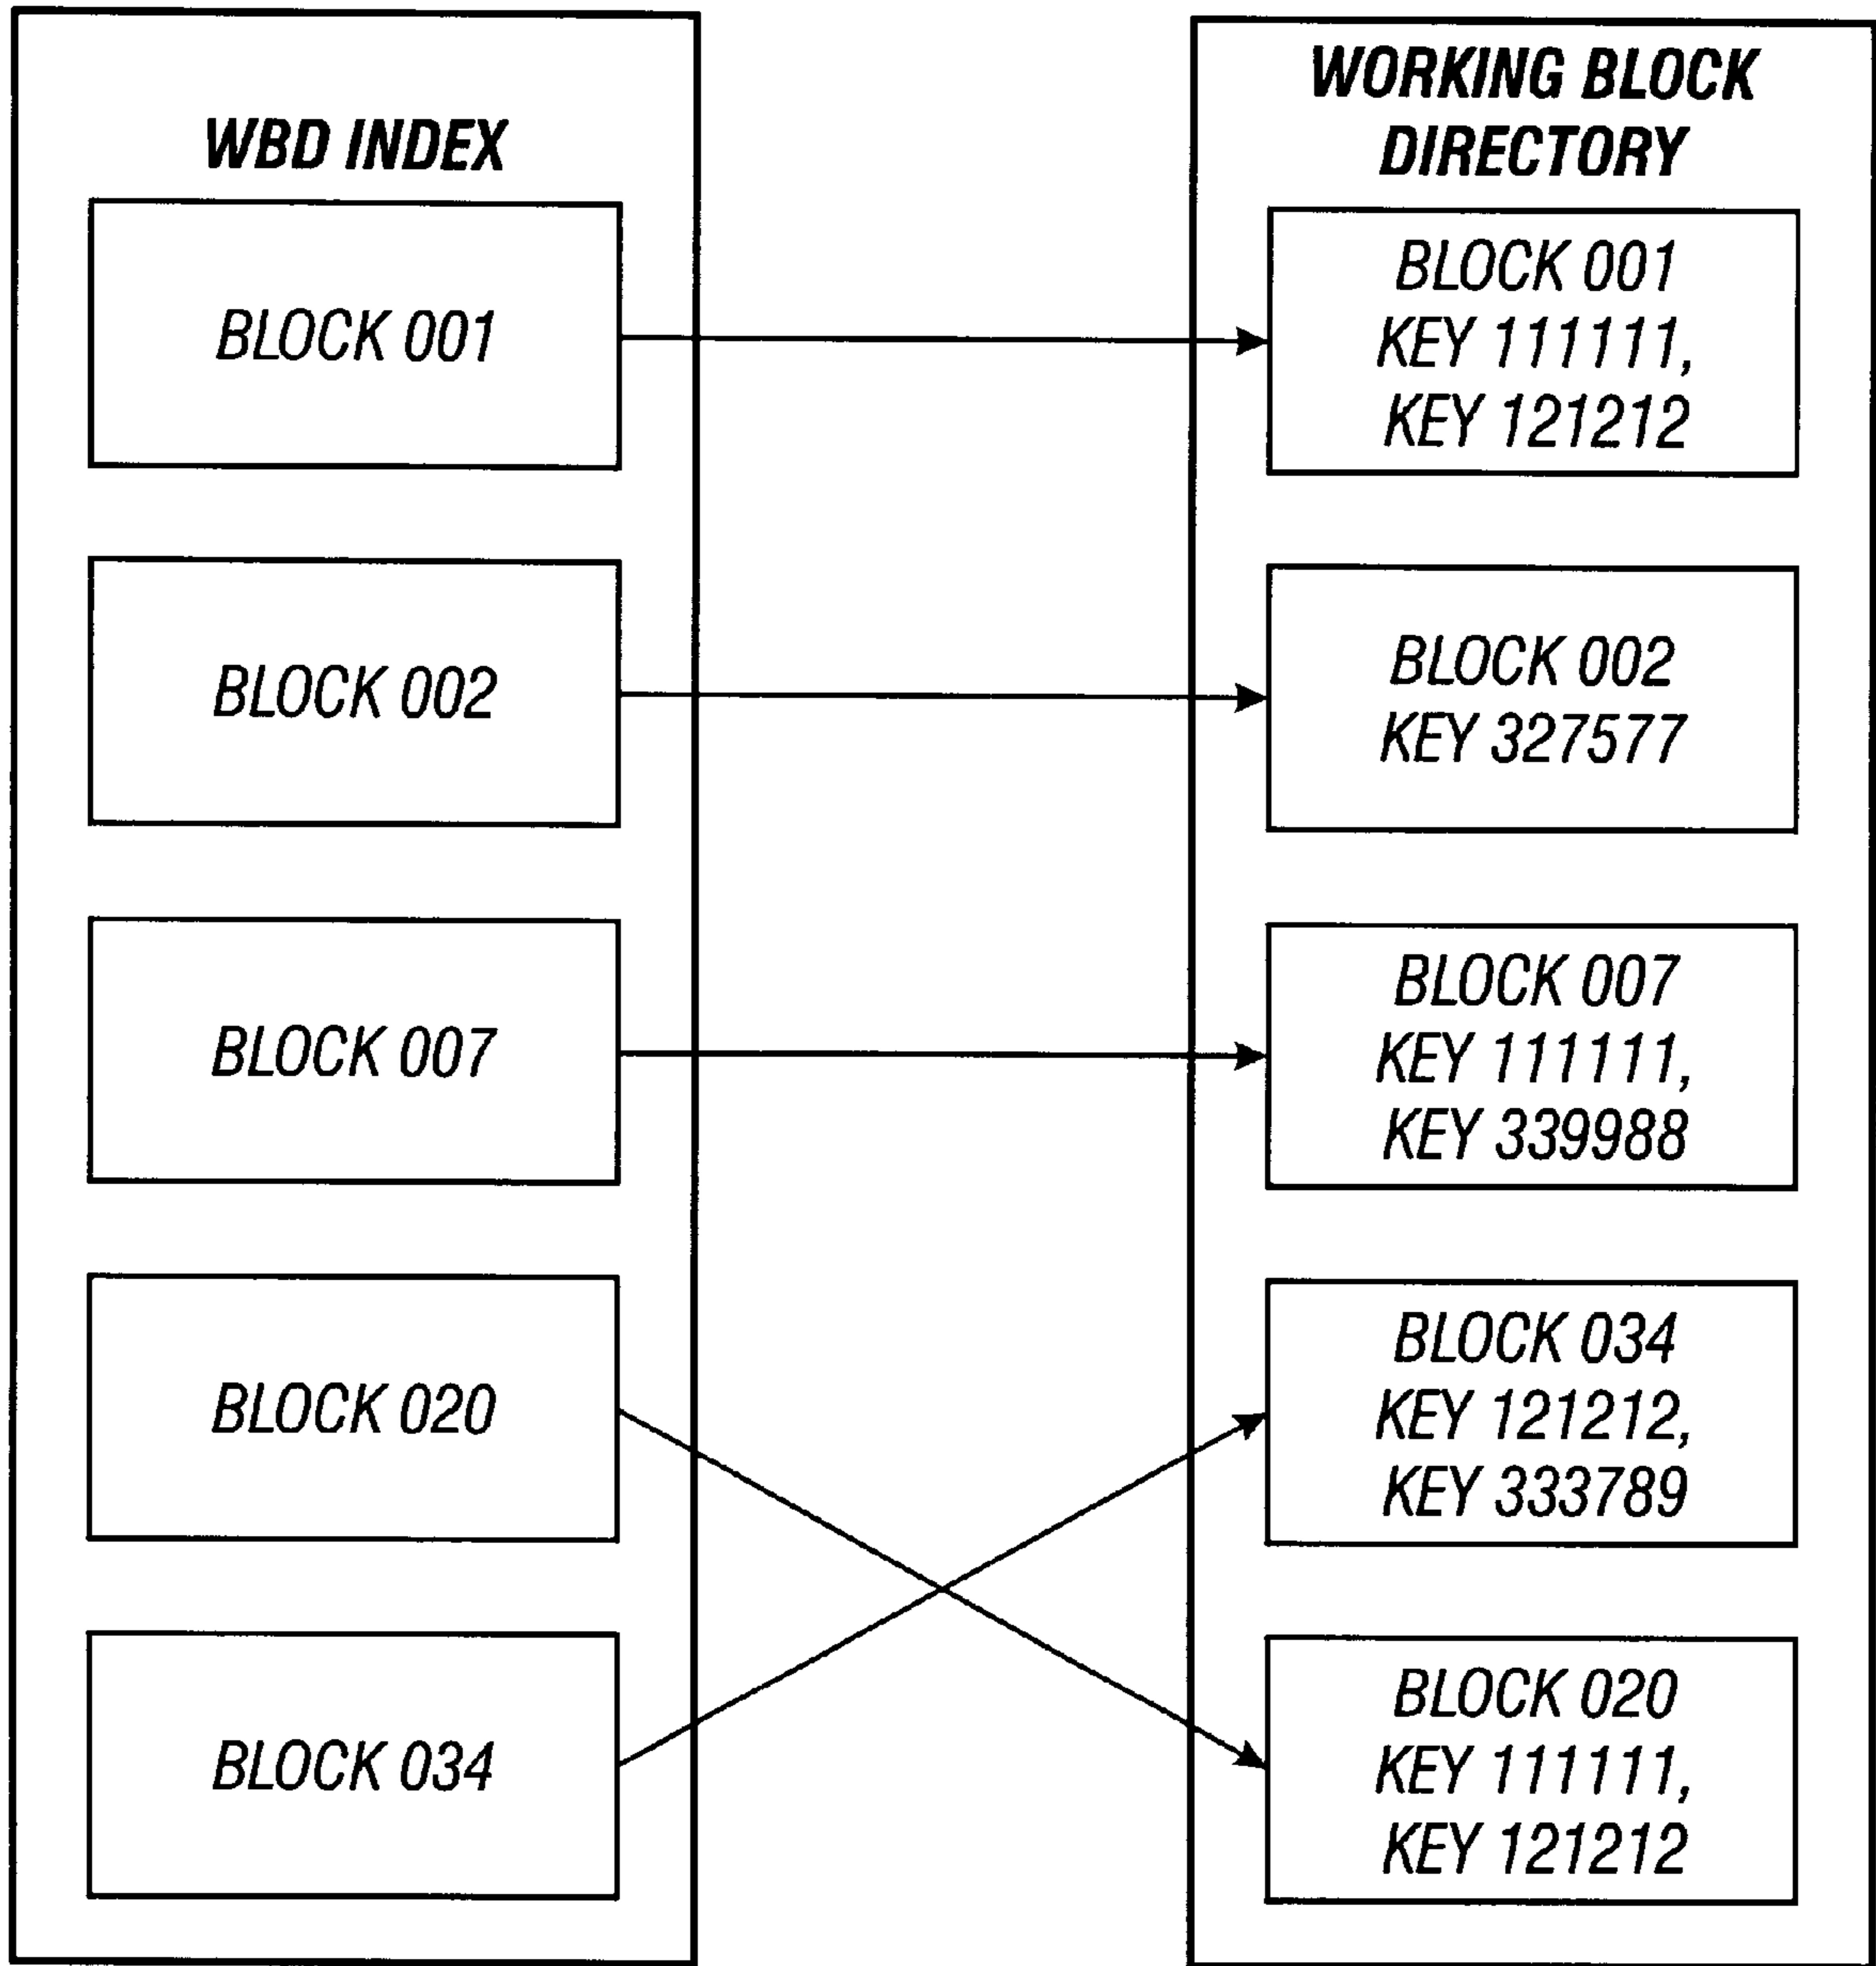 WBD INDEX
BLOCK 001
BLOCK 002
BLOCK 007
BLOCK 020
BLOCK 034
WORKING BLOCK
DIRECTORY
BLOCK 001
KEY 111111,
KEY 121212
BLOCK 002
KEY 327577
BLOCK 007
KEY 111111,
KEY 339988
BLOCK 034
KEY 121212,
KEY 333789
BLOCK 020
KEY 111111,
KEY 121212